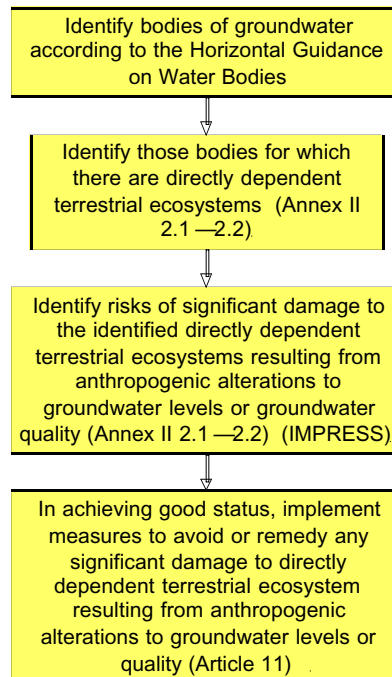 Identify bodies of groundwater
according to the Horizontal Guidance
on Water Bodies
Identify those bodies for which
there are directly dependent
terrestrial ecosystems (Annex II
2.1 —2.2)
Identify risks of significant damage to
the identified directly dependent
terrestrial ecosystems resulting from
anthropogenic alterations to
groundwater levels or groundwater
quality (Annex II 2.1 —2.2) (IMPRESS)
In achieving good status, implement
measures to avoid or remedy any
significant damage to directly
dependent terrestrial ecosystem
resulting from anthropogenic
alterations to groundwater levels or
quality (Article 11)